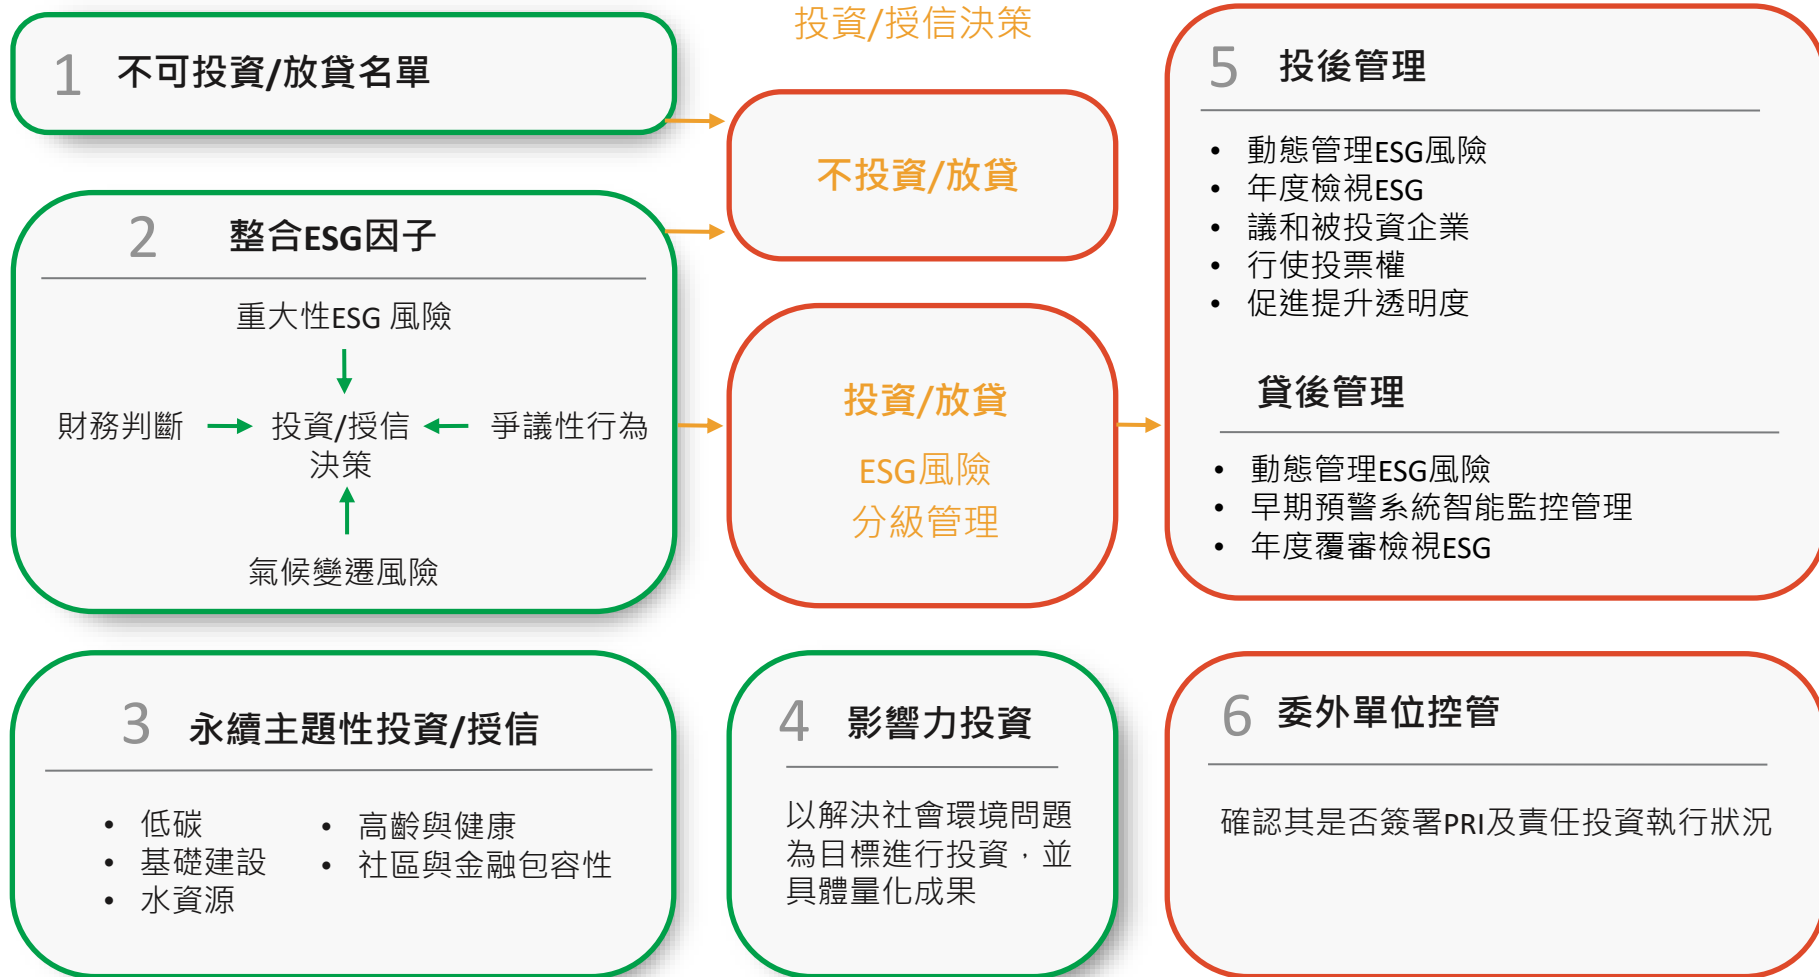 投資/授信決策
1 不可投資/放貸名單
不投資/放貸
2 整合ESG因子
重大性ESG 風險
財務判斷
投資/授信
決策
爭議性行為
氣候變遷風險
投資/放貸
ESG風險
分級管理
5 投後管理
• 動態管理ESG風險
• 年度檢視ESG
• 議和被投資企業
• 行使投票權
• 促進提升透明度
貸後管理
• 動態管理ESG風險
• 早期預警系統智能監控管理
• 年度覆審檢視ESG
3 永續主題性投資/授信
• 低碳
• 基礎建設
• 水資源
• 高齡與健康
• 社區與金融包容性
4 影響力投資
以解決社會環境問題
為目標進行投資，並
具體量化成果
6 委外單位控管
確認其是否簽署PRI及責任投資執行狀況